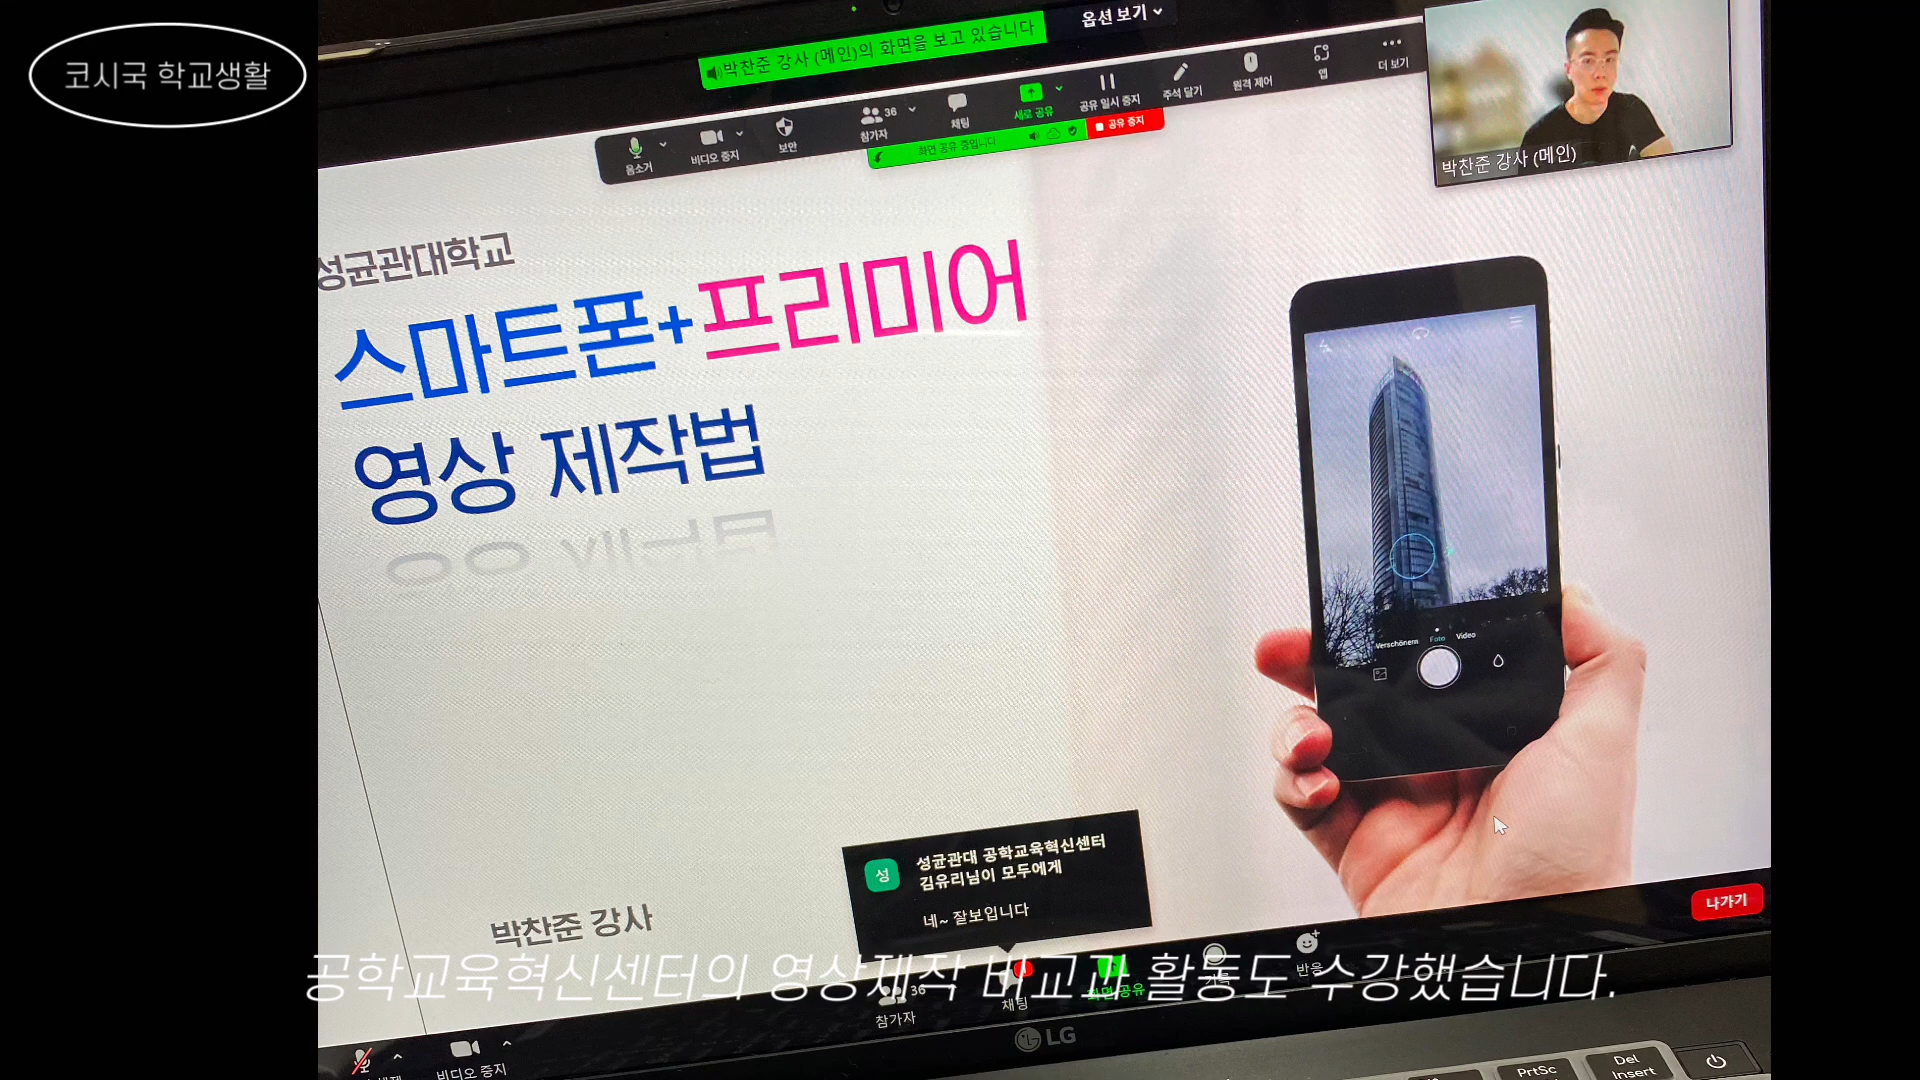 코시국 학교생활
박찬준 강사 (메인)의 화면을 보고 있습니다
옵션 보기
음소거
비디오 중지
보안
36
참가자
채팅
새로 공유
공유 일시 중지
주석 달기
원격 제어
앱
더 보기
화면 공유 중입니다
공유 중지
박찬준 강사 (메인)
성균관대학교
스마트폰+프리미어
영상 제작법
Verschönern Foto Video
성
성균관대 공학교육혁신센터
김유리님이 모두에게
네~ 잘보입니다
박찬준 강사
나가기
공학교육혁신센터의 영상제작 비교과 활동도 수강했습니다.
36
참가자
채팅
화면 공유
기록
반응
비디오 중지
LG
PrtSc
Del
Insert